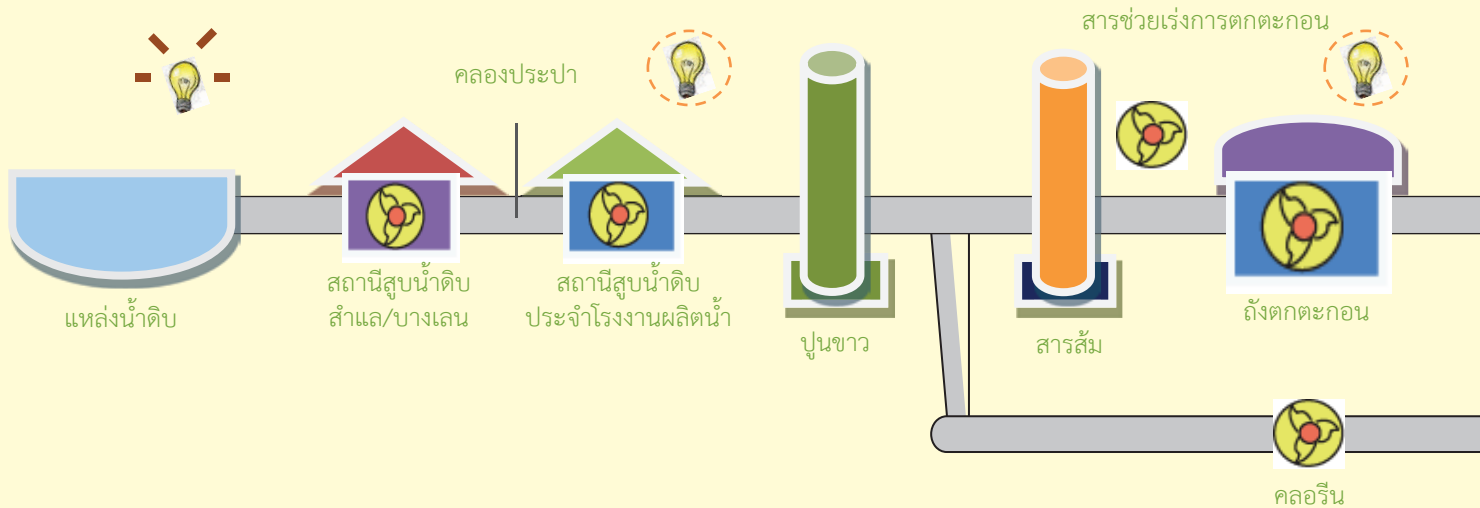 สารช่วยเร่งการตกตะกอน
คลองประปา
แหล่งน้ำดิบ
สถานีสูบน้ำดิบ
สำแล/บางเลน
สถานีสูบน้ำดิบ
ประจำโรงงานผลิตน้ำ
ปูนขาว
สารส้ม
ถังตกตะกอน
คลอรีน